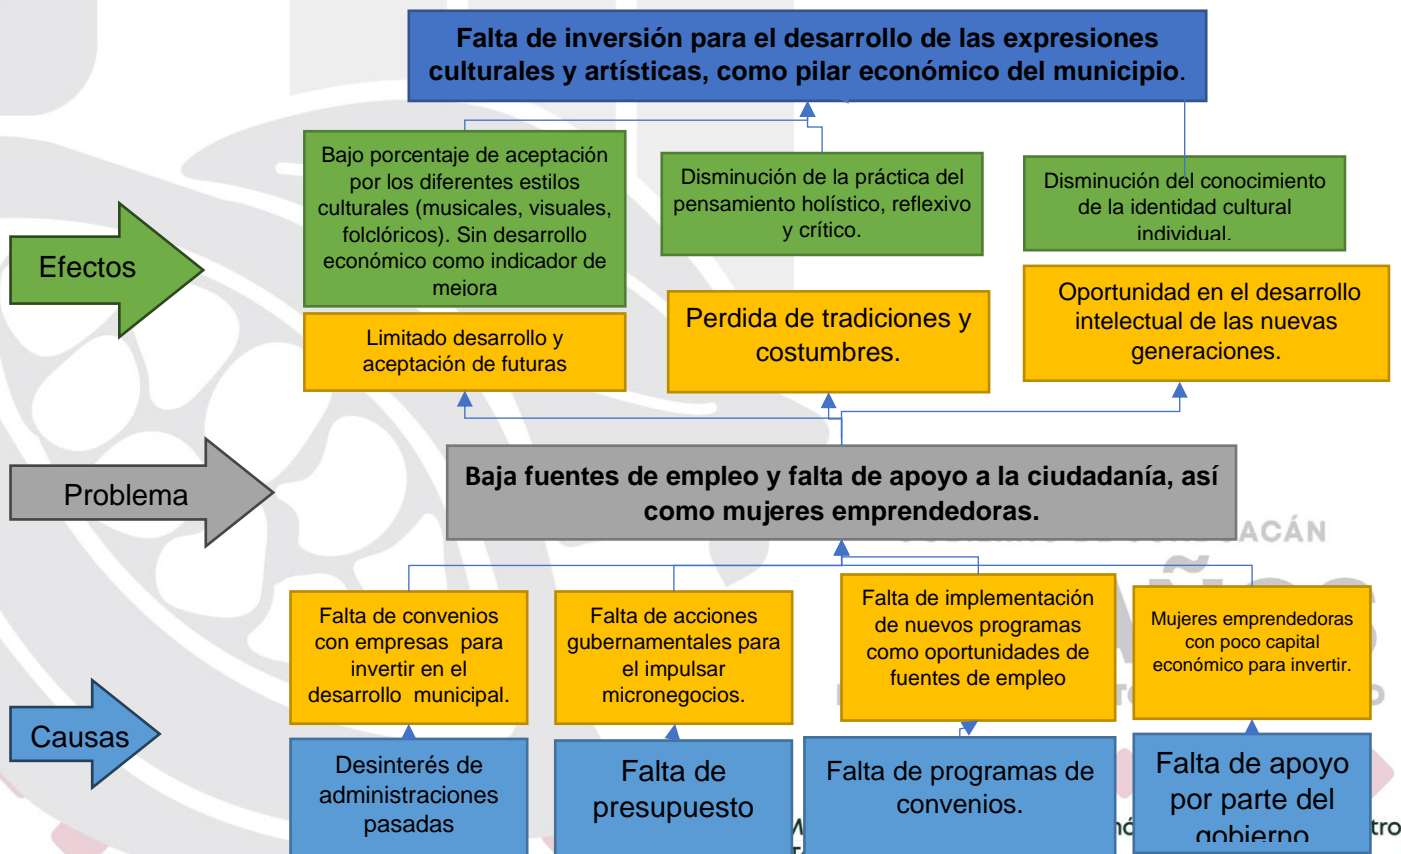 Falta de inversión para el desarrollo de las expresiones
culturales y artísticas, como pilar económico del municipio.
Bajo porcentaje de aceptación
por los diferentes estilos
culturales (musicales, visuales,
folclóricos). Sin desarrollo
económico como indicador de
mejora
Disminución de la práctica del
pensamiento holístico, reflexivo
y crítico.
Disminución del conocimiento
de la identidad cultural
individual.
Efectos
Limitado desarrollo y
aceptación de futuras
Perdida de tradiciones y
costumbres.
Oportunidad en el desarrollo
intelectual de las nuevas
generaciones.
Problema
Baja fuentes de empleo y falta de apoyo a la ciudadanía, así
como mujeres emprendedoras.
ACÁN
Falta de convenios
con empresas para
invertir en el
desarrollo municipal.
Falta de acciones
gubernamentales para
el impulsar
micronegocios.
Falta de implementación
de nuevos programas
como oportunidades de
fuentes de empleo
Mujeres emprendedoras
con poco capital
económico para invertir.
Causas
Desinterés de
administraciones
pasadas
Falta de
presupuesto
Falta de programas de
convenios.
Falta de apoyo
por parte del
gobierno
tro